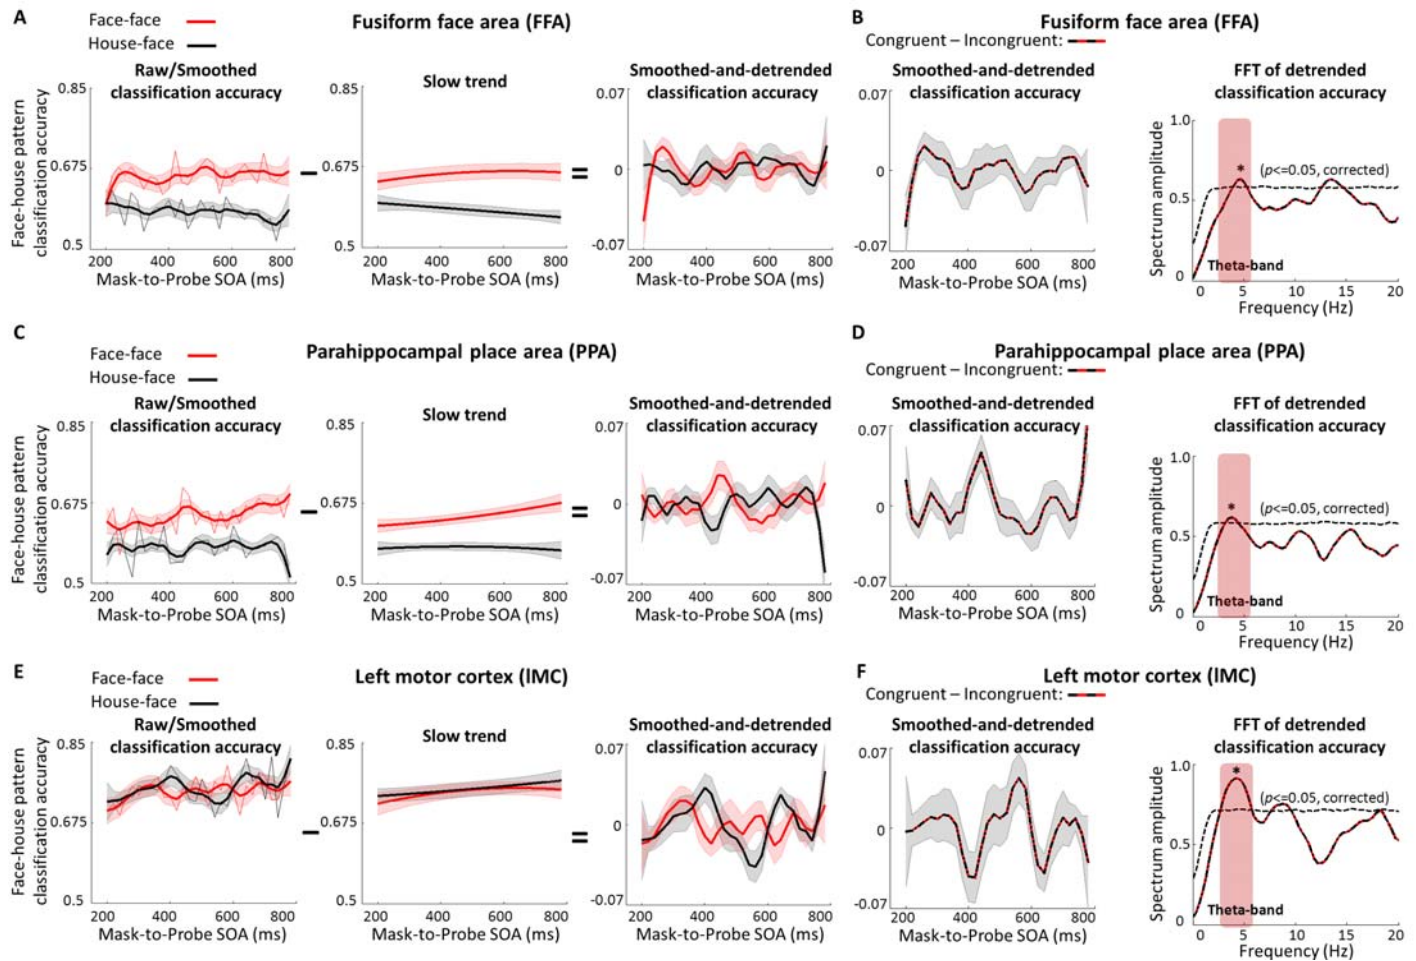 A
Face-face
House-face
Fusiform face area (FFA)
Raw/Smoothed
classification accuracy
Slow trend
Smoothed-and-detrended
classification accuracy
Face-house pattern
classification accuracy
0.85
0.675
0.5
200 400 600 800
Mask-to-Probe SOA (ms)
0.85
0.675
0.5
200 400 600 800
Mask-to-Probe SOA (ms)
0.07
0
-0.07
200 400 600 800
Mask-to-Probe SOA (ms)
B
Fusiform face area (FFA)
Congruent – Incongruent:
Smoothed-and-detrended
classification accuracy
0.07
0
-0.07
200 400 600 800
Mask-to-Probe SOA (ms)
FFT of detrended
classification accuracy
Spectrum amplitude
1.0
0.5
0
*
(p<=0.05, corrected)
Theta-band
0 5 10 15 20
Frequency (Hz)
C
Face-face
House-face
Parahippocampal place area (PPA)
Raw/Smoothed
classification accuracy
Slow trend
Smoothed-and-detrended
classification accuracy
Face-house pattern
classification accuracy
0.85
0.675
0.5
200 400 600 800
Mask-to-Probe SOA (ms)
0.85
0.675
0.5
200 400 600 800
Mask-to-Probe SOA (ms)
0.07
0
-0.07
200 400 600 800
Mask-to-Probe SOA (ms)
D
Parahippocampal place area (PPA)
Congruent – Incongruent:
Smoothed-and-detrended
classification accuracy
0.07
0
-0.07
200 400 600 800
Mask-to-Probe SOA (ms)
FFT of detrended
classification accuracy
Spectrum amplitude
1.0
0.5
0
*
(p<=0.05, corrected)
Theta-band
0 5 10 15 20
Frequency (Hz)
E
Face-face
House-face
Left motor cortex (lMC)
Raw/Smoothed
classification accuracy
Slow trend
Smoothed-and-detrended
classification accuracy
Face-house pattern
classification accuracy
0.85
0.675
0.5
200 400 600 800
Mask-to-Probe SOA (ms)
0.85
0.675
0.5
200 400 600 800
Mask-to-Probe SOA (ms)
0.07
0
-0.07
200 400 600 800
Mask-to-Probe SOA (ms)
F
Left motor cortex (lMC)
Congruent – Incongruent:
Smoothed-and-detrended
classification accuracy
0.07
0
-0.07
200 400 600 800
Mask-to-Probe SOA (ms)
FFT of detrended
classification accuracy
Spectrum amplitude
1.0
0.5
0
*
(p<=0.05, corrected)
Theta-band
0 5 10 15 20
Frequency (Hz)